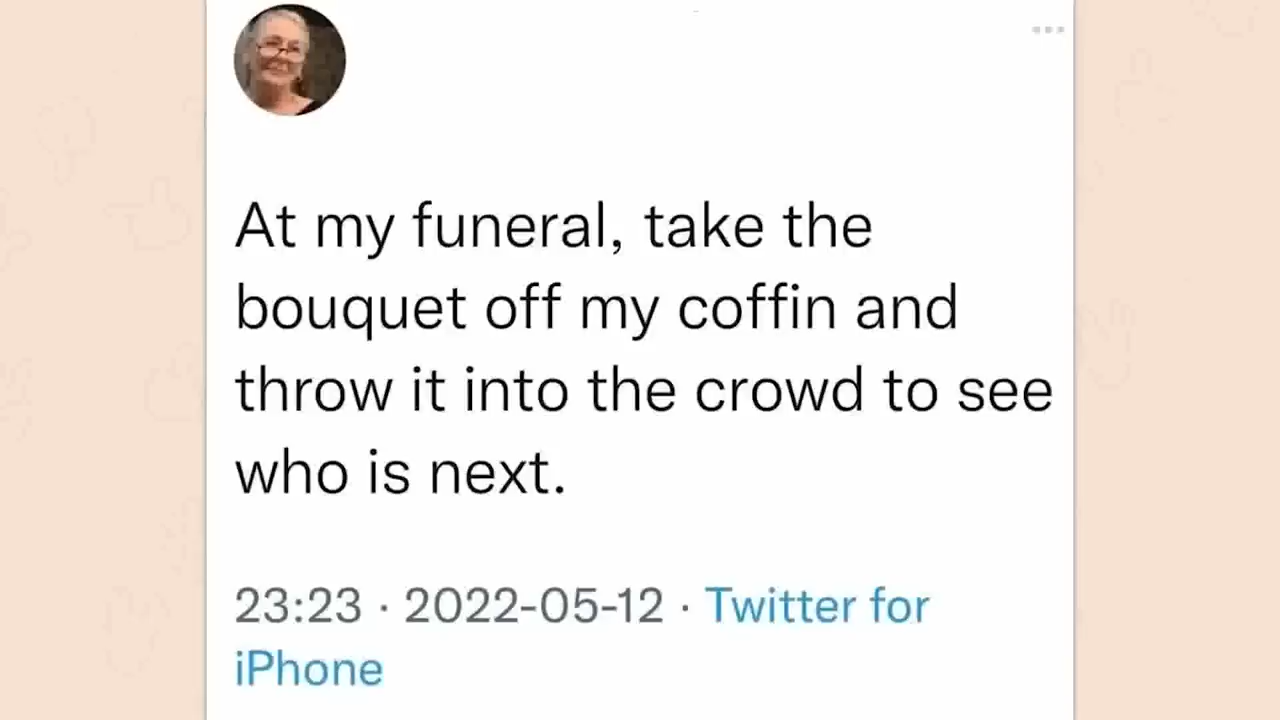 At my funeral, take the
bouquet off my coffin and
throw it into the crowd to see
who is next.
23:23 · 2022-05-12 · Twitter for
iPhone